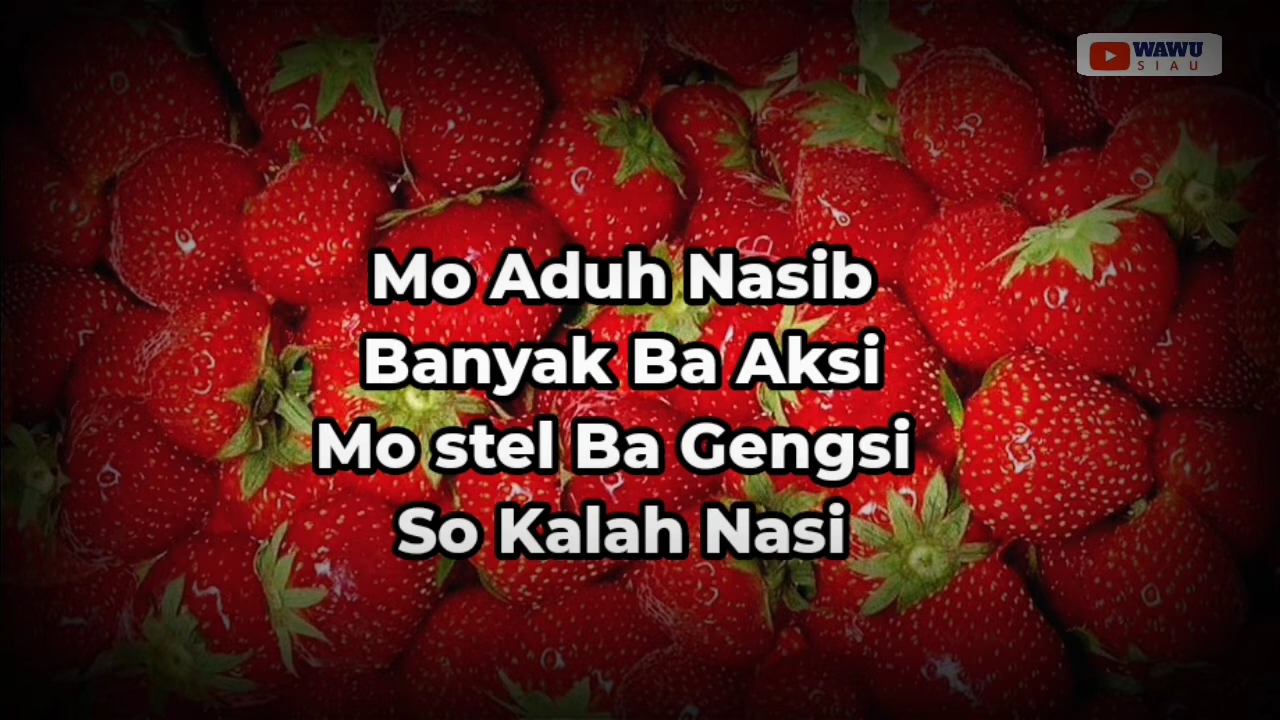 WAWU
SIAU
Mo Aduh Nasib
Banyak Ba Aksi
Mo stel Ba Gengsi
So Kalah Nasi